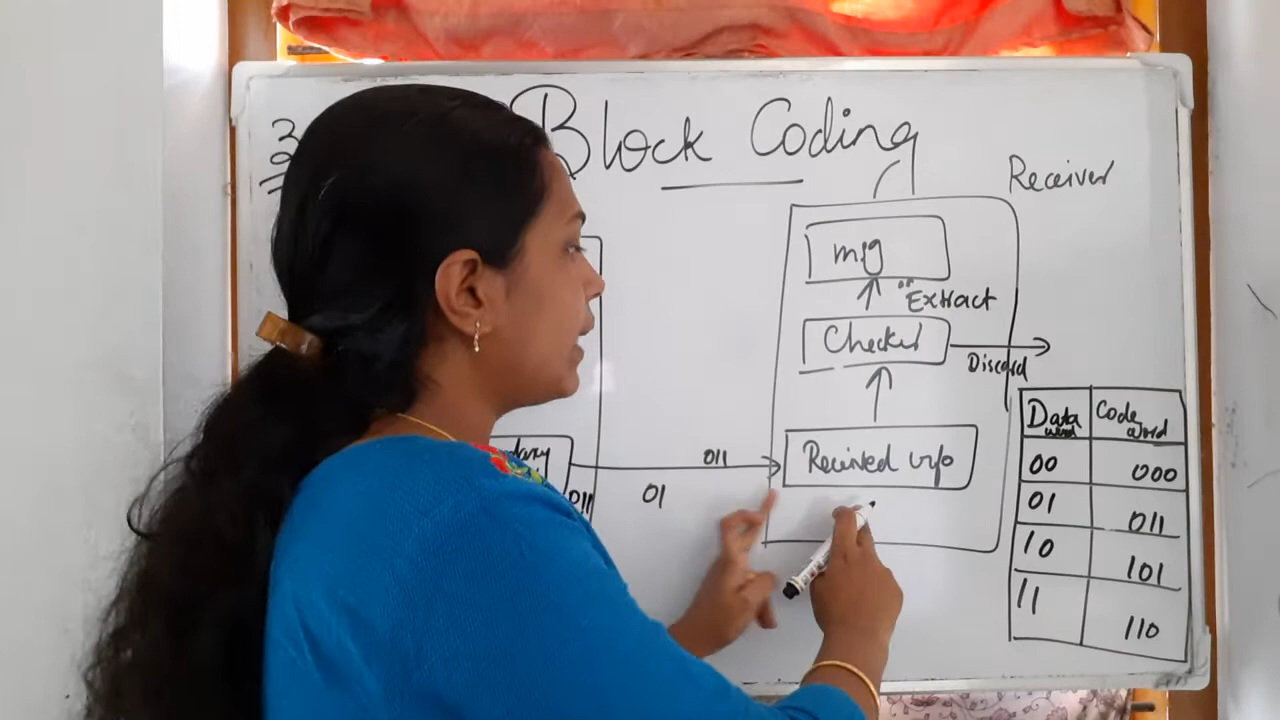 3
Block Coding
Receiver
msg
Extract
Checker
Discard
Received info
011
01
011
Data word Code word
00 000
01 011
10 101
11 110